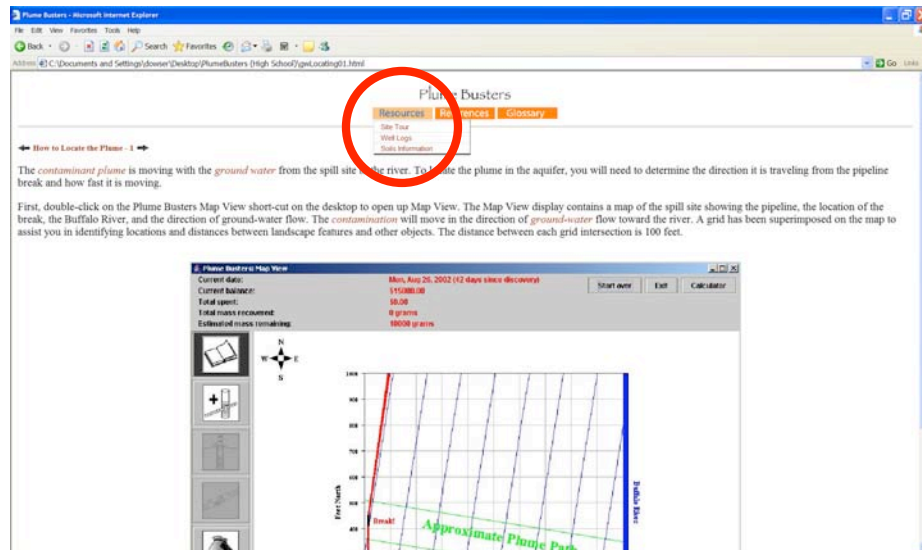 Plume Busters - Microsoft Internet Explorer
File Edit View Favorites Tools Help
Back Search Favorites
Address C:\Documents and Settings\dowser\Desktop\PlumeBusters (High School)\gwLocating01.html Go Links
Plume Busters
Resources References Glossary
Site Tour
Well Logs
Soils Information
How to Locate the Plume - 1
The contaminant plume is moving with the ground water from the spill site to the river. To locate the plume in the aquifer, you will need to determine the direction it is traveling from the pipeline
break and how fast it is moving.
First, double-click on the Plume Busters Map View short-cut on the desktop to open up Map View. The Map View display contains a map of the spill site showing the pipeline, the location of the
break, the Buffalo River, and the direction of ground-water flow. The contamination will move in the direction of ground-water flow toward the river. A grid has been superimposed on the map to
assist you in identifying locations and distances between landscape features and other objects. The distance between each grid intersection is 100 feet.
Plume Busters: Map View
Current date: Mon, Aug 26, 2002 (42 days since discovery)
Current balance:
Total spent: $0.00
Total mass recovered: 0 grams
Estimated mass remaining: 10000 grams
Start over Exit Calculator
N
W E
S
1000
900
800
700
600
500
400
Feet North
Break!
Approximate Plume Path
Buffalo River